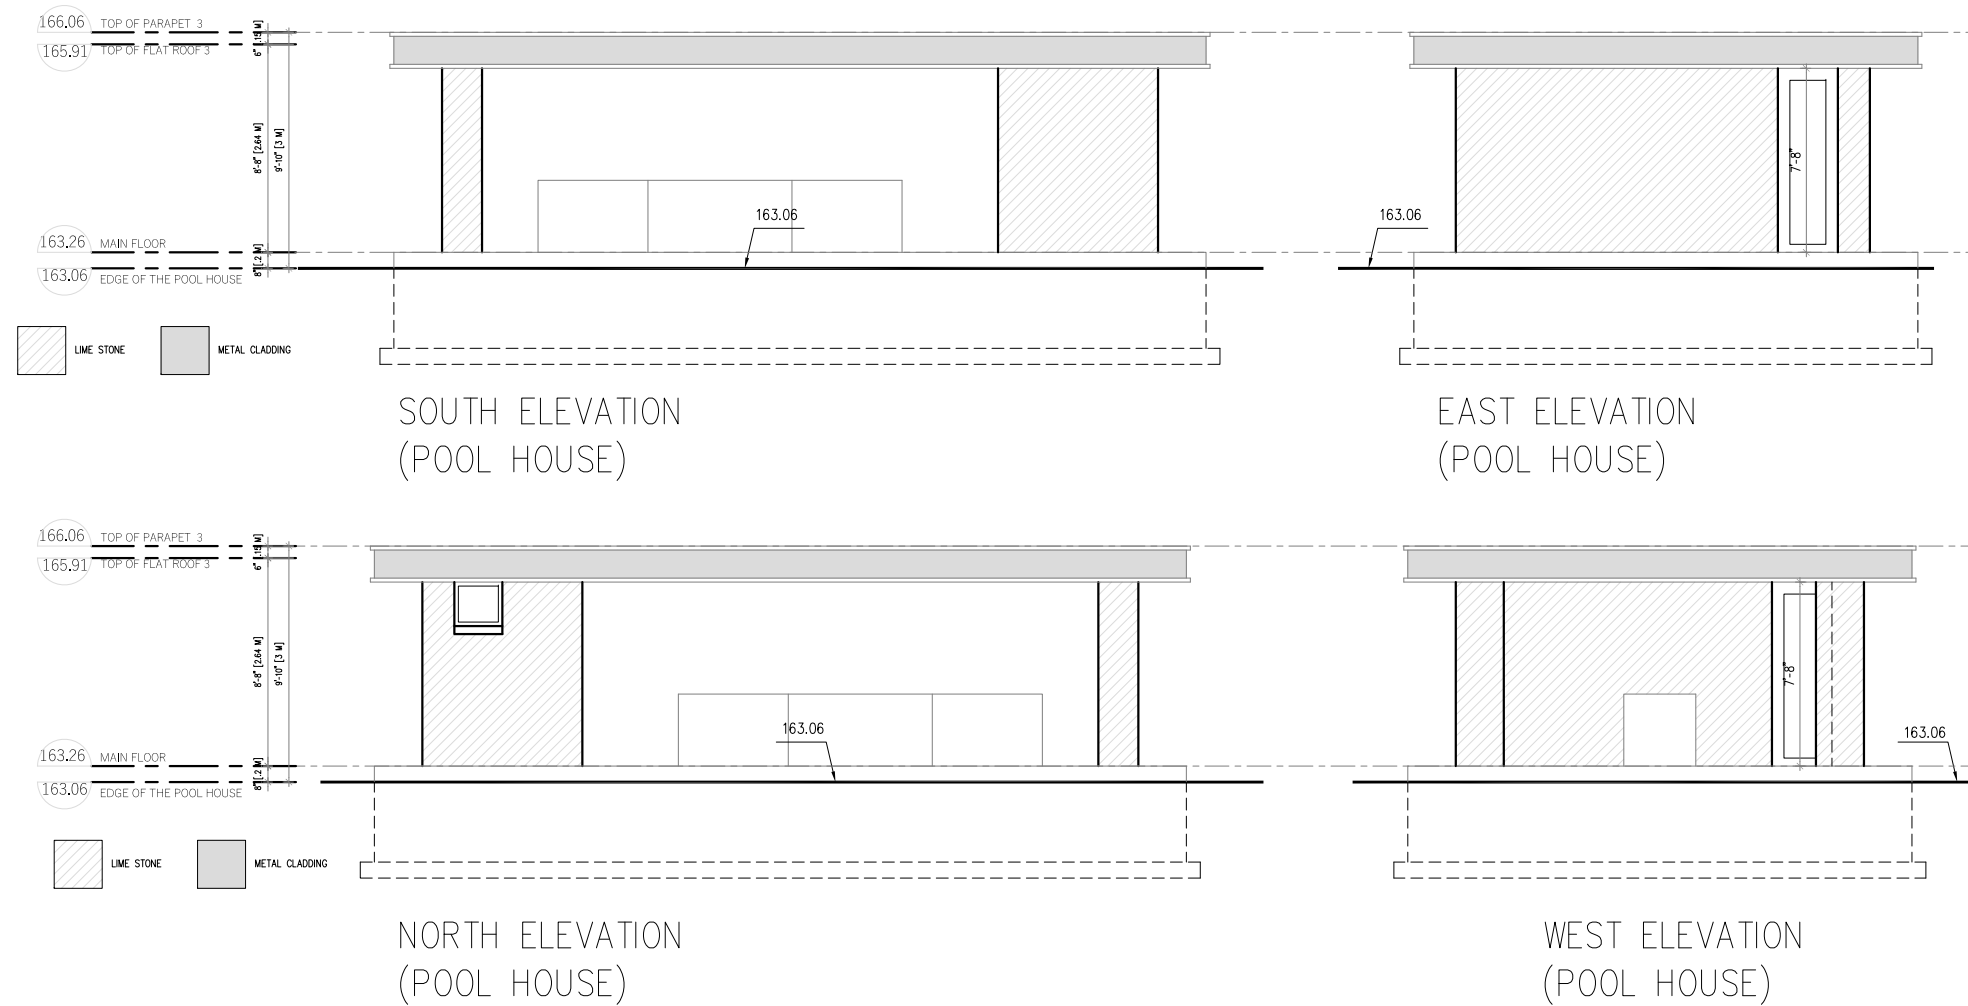 166.06 TOP OF PARAPET 3
165.91 TOP OF FLAT ROOF 3
6" [.15 M]
8'-8" [2.64 M]
9'-10" [3 M]
163.26 MAIN FLOOR
8" [.2 M]
163.06 EDGE OF THE POOL HOUSE
LIME STONE
METAL CLADDING
163.06
SOUTH ELEVATION
(POOL HOUSE)
163.06
7'-8"
EAST ELEVATION
(POOL HOUSE)
166.06 TOP OF PARAPET 3
165.91 TOP OF FLAT ROOF 3
6" [.15 M]
8'-8" [2.64 M]
9'-10" [3 M]
163.26 MAIN FLOOR
8" [.2 M]
163.06 EDGE OF THE POOL HOUSE
LIME STONE
METAL CLADDING
163.06
NORTH ELEVATION
(POOL HOUSE)
7'-8"
163.06
WEST ELEVATION
(POOL HOUSE)